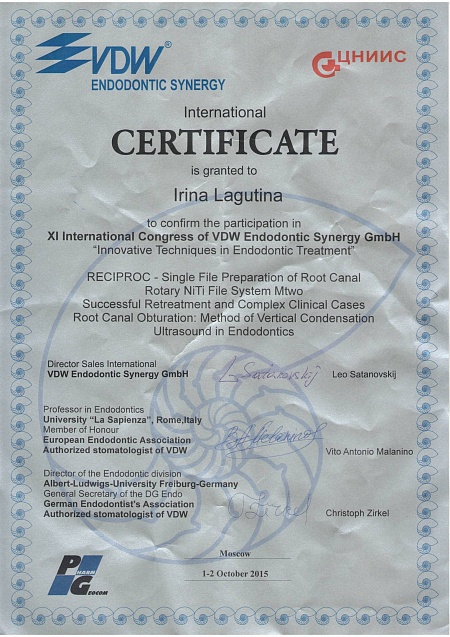 VDW®
ENDODONTIC SYNERGY
ЦНИИС
International
CERTIFICATE
is granted to
Irina Lagutina
to confirm the participation in
XI International Congress of VDW Endodontic Synergy GmbH
"Innovative Techniques in Endodontic Treatment"
RECIPROC - Single File Preparation of Root Canal
Rotary NiTi File System Mtwo
Successful Retreatment and Complex Clinical Cases
Root Canal Obturation: Method of Vertical Condensation
Ultrasound in Endodontics
Director Sales International
VDW Endodontic Synergy GmbH
L. Satanovskij
Leo Satanovskij
Professor in Endodontics
University "La Sapienza", Rome,Italy
Member of Honour
European Endodontic Association
Authorized stomatologist of VDW
Vito Antonio Malanino
Director of the Endodontic division
Albert-Ludwigs-University Freiburg-Germany
General Secretary of the DG Endo
German Endodontist's Association
Authorized stomatologist of VDW
Christoph Zirkel
PHARM
GEOCOM
Moscow
1-2 October 2015